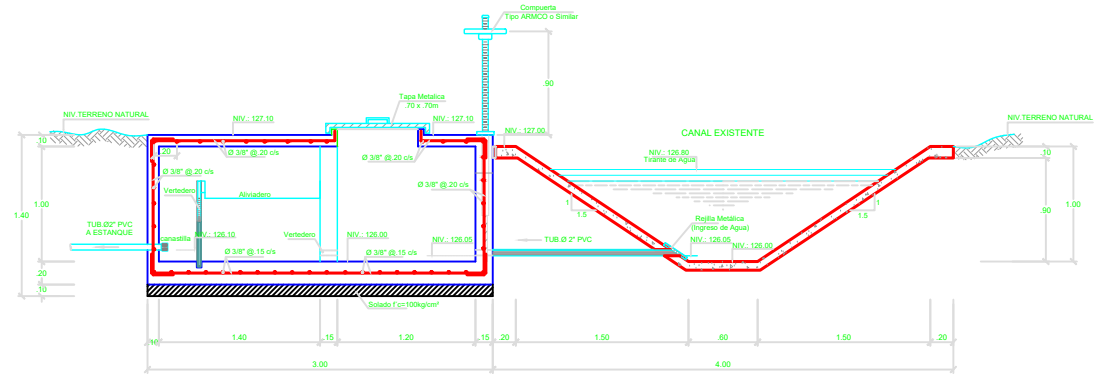 Compuerta
Tipo ARMCO o Similar
.90
Tapa Metalica
.70 x .70m
NIV.TERRENO NATURAL
NIV.: 127.10
NIV.: 127.10
NIV.: 127.00
CANAL EXISTENTE
NIV.TERRENO NATURAL
.10
.20
Ø 3/8" @.20 c/s
Ø 3/8" @.20 c/s
NIV.: 126.80
Tirante de Agua
.10
Ø 3/8" @.20 c/s
Ø 3/8" @.20 c/s
Vertedero
Aliviadero
1
1.5
1
1.5
1.00
1.40
1.00
.90
TUB.Ø2" PVC
A ESTANQUE
canastilla
NIV.: 126.10
Vertedero
NIV.: 126.00
NIV.: 126.05
TUB.Ø 2" PVC
Rejilla Metálica
(Ingreso de Agua)
NIV.: 126.05
NIV.: 126.00
Ø 3/8" @.15 c/s
Ø 3/8" @.15 c/s
.20
.10
Solado f'c=100kg/cm²
.10
1.40
.15
1.20
.15
.20
1.50
.60
1.50
.20
3.00
4.00